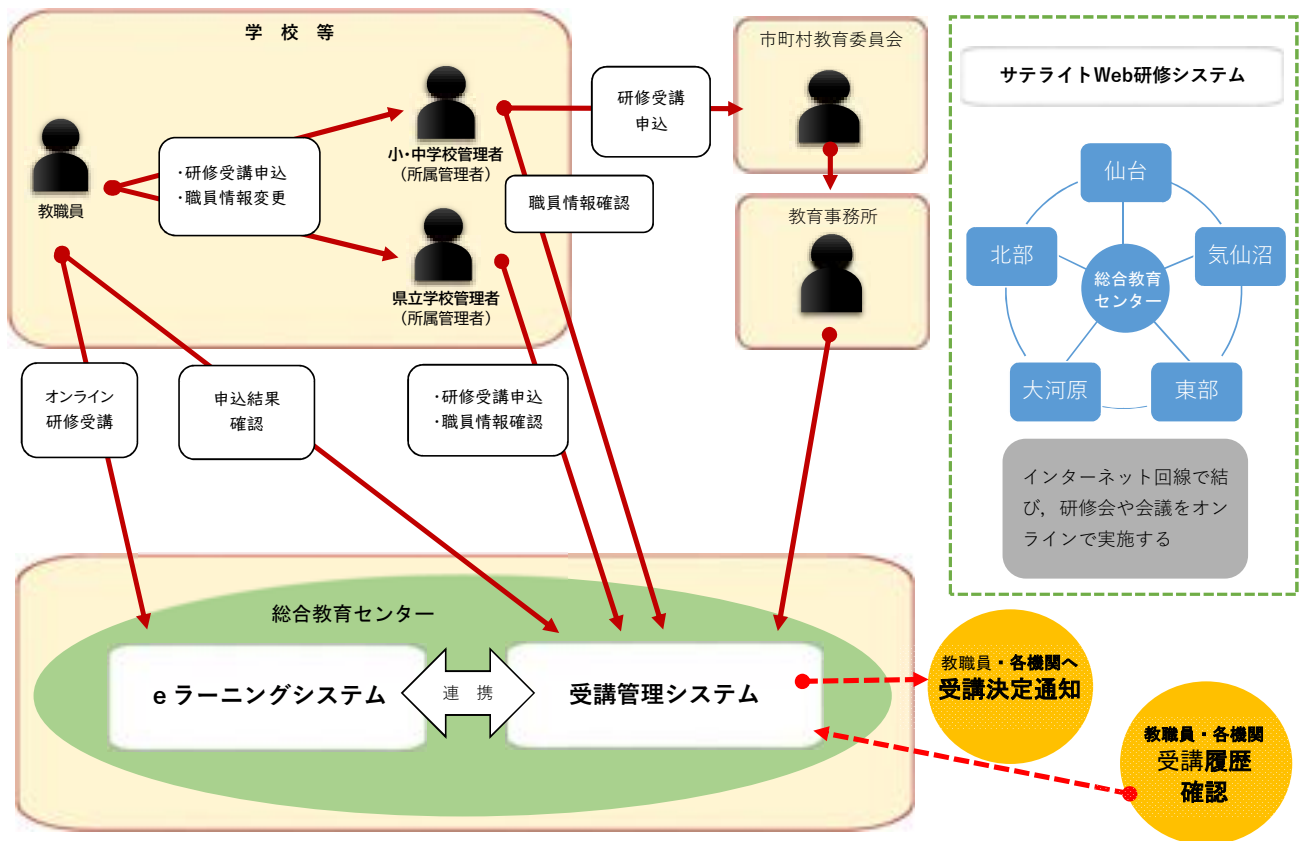 学 校 等
教職員
・研修受講申込
・職員情報変更
小・中学校管理者
（所属管理者）
県立学校管理者
（所属管理者）
研修受講
申込
職員情報確認
市町村教育委員会
教育事務所
オンライン
研修受講
申込結果
確認
・研修受講申込
・職員情報確認
サテライトWeb研修システム
仙台
北部
気仙沼
総合教育
センター
大河原
東部
インターネット回線で結
び，研修会や会議をオン
ラインで実施する
総合教育センター
e ラーニングシステム
連 携
受講管理システム
教職員・各機関へ
受講決定通知
教職員・各機関
受講履歴
確認